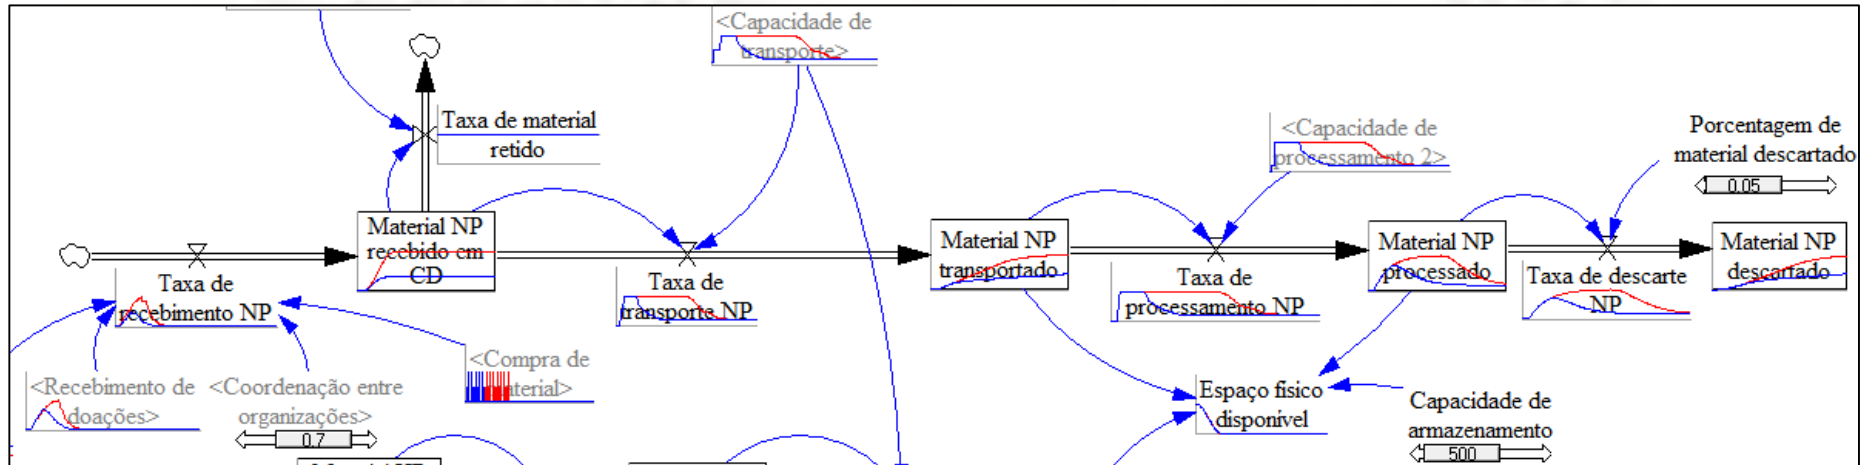 <Capacidade de
transporte>
Taxa de material
retido
<Capacidade de
processamento 2>
Porcentagem de
material descartado
0.05
Material NP
recebido em
CD
Material NP
transportado
Material NP
processado
Material NP
descartado
Taxa de
recebimento NP
Taxa de
transporte NP
Taxa de
processamento NP
Taxa de descarte
NP
<Recebimento de
doações>
<Coordenação entre
organizações>
0.7
<Compra de
material>
Espaço físico
disponível
Capacidade de
armazenamento
500